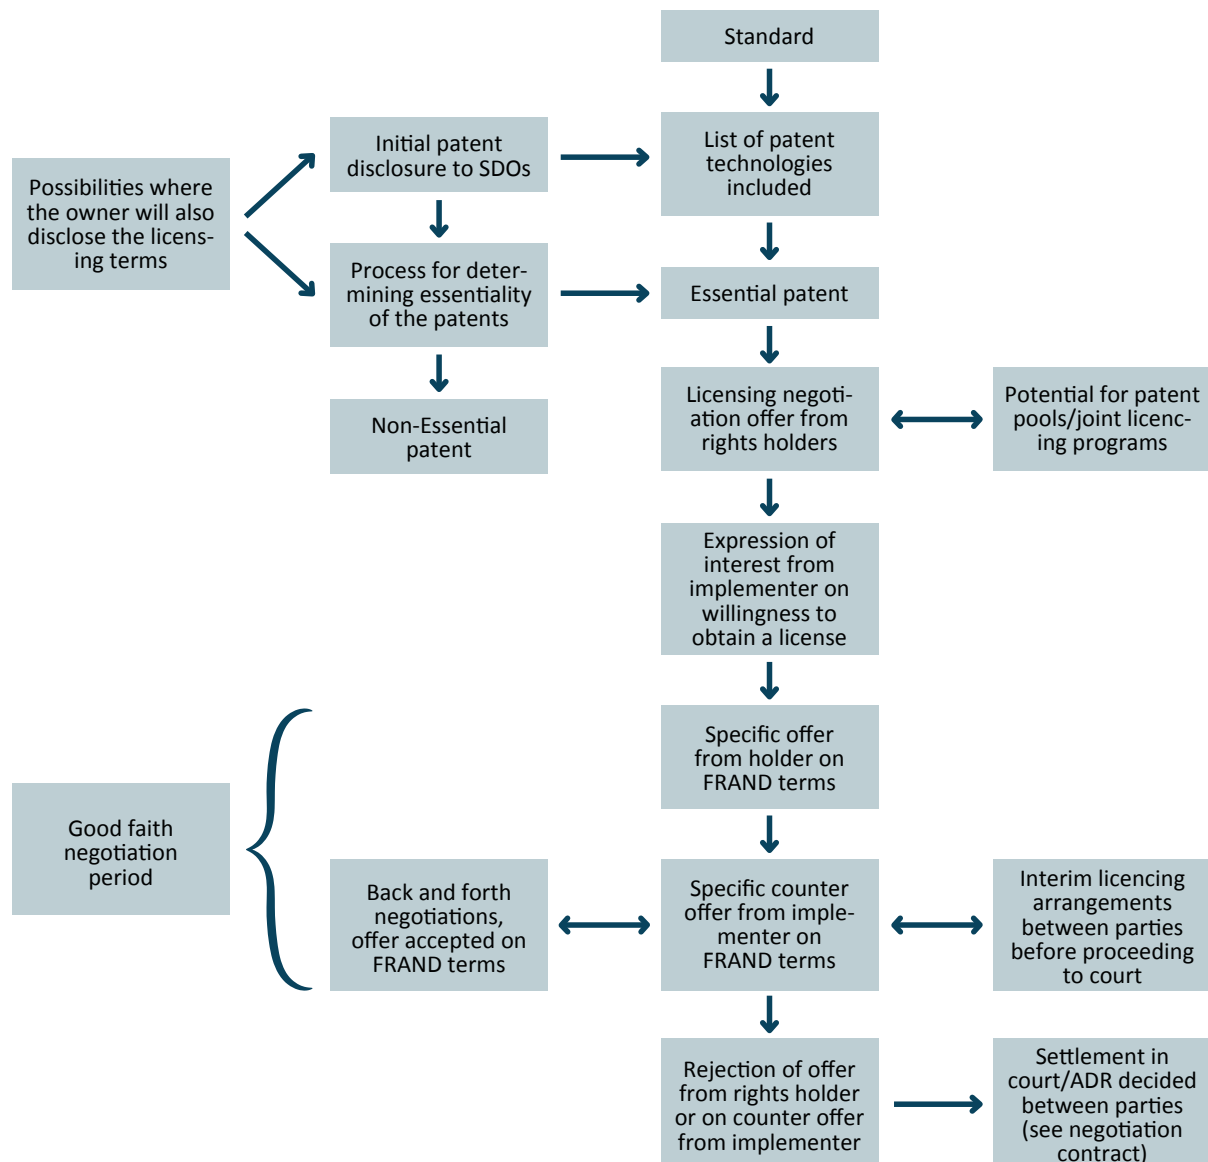 Standard
Initial patent
disclosure to SDOs
List of patent
technologies
included
Possibilities where
the owner will also
disclose the licens-
ing terms
Process for deter-
mining essentiality
of the patents
Essential patent
Non-Essential
patent
Licensing negoti-
ation offer from
rights holders
Potential for patent
pools/joint licenc-
ing programs
Expression of
interest from
implementer on
willingness to
obtain a license
Specific offer
from holder on
FRAND terms
Good faith
negotiation
period
Back and forth
negotiations,
offer accepted on
FRAND terms
Specific counter
offer from imple-
menter on
FRAND terms
Interim licencing
arrangements
between parties
before proceeding
to court
Rejection of offer
from rights holder
or on counter offer
from implementer
Settlement in
court/ADR decided
between parties
(see negotiation
contract)